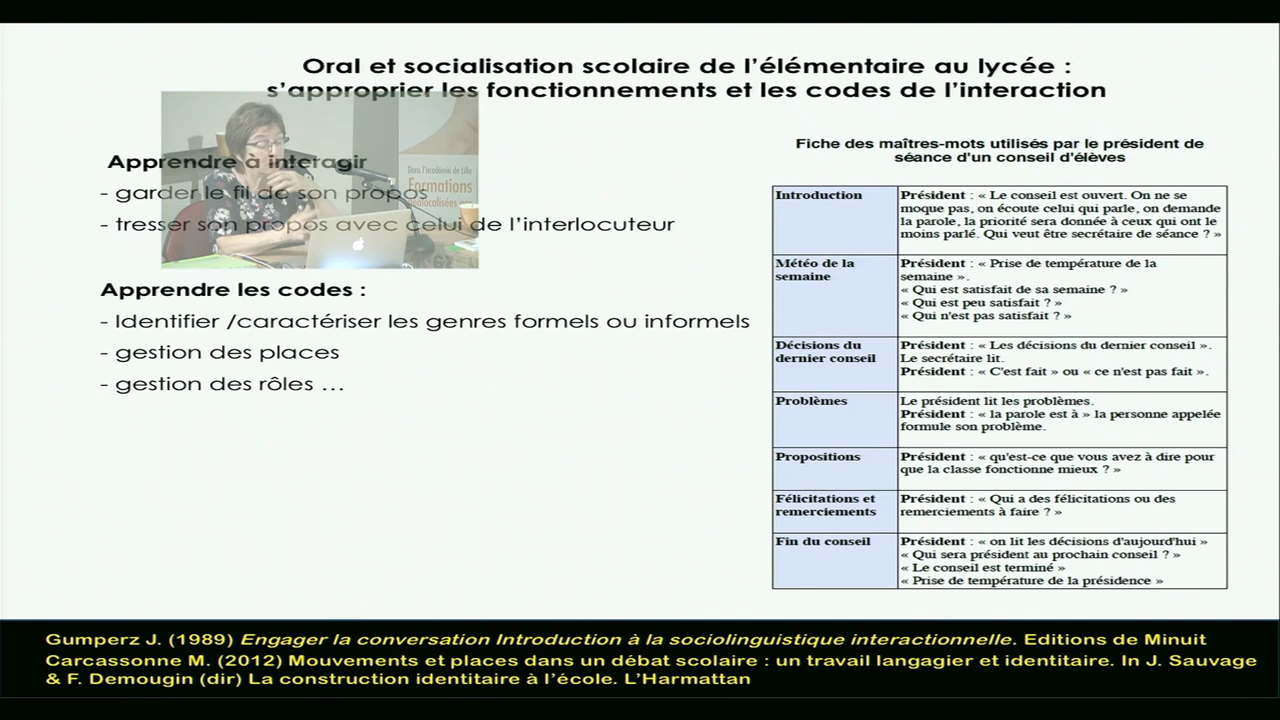 Oral et socialisation scolaire de l'élémentaire au lycée :
s'approprier les fonctionnements et les codes de l'interaction
Apprendre à interagir
- garder le fil de son propos
- tresser son propos avec celui de l'interlocuteur
Dans l'académie de Lille
Formations
géolocalisées
Apprendre les codes :
- Identifier /caractériser les genres formels ou informels
- gestion des places
- gestion des rôles …
Fiche des maîtres-mots utilisés par le président de
séance d'un conseil d'élèves
Introduction
Président : « Le conseil est ouvert. On ne se
moque pas, on écoute celui qui parle, on demande
la parole, la priorité sera donnée à ceux qui ont le
moins parlé. Qui veut être secrétaire de séance ? »
Météo de la
semaine
Président : « Prise de température de la
semaine ».
« Qui est satisfait de sa semaine ? »
« Qui est peu satisfait ? »
« Qui n'est pas satisfait ? »
Décisions du
dernier conseil
Président : « Les décisions du dernier conseil ».
Le secrétaire lit.
Président : « C'est fait » ou « ce n'est pas fait ».
Problèmes
Le président lit les problèmes.
Président : « la parole est à » la personne appelée
formule son problème.
Propositions
Président : « qu'est-ce que vous avez à dire pour
que la classe fonctionne mieux ? »
Félicitations et
remerciements
Président : « Qui a des félicitations ou des
remerciements à faire ? »
Fin du conseil
Président : « on lit les décisions d'aujourd'hui »
« Qui sera président au prochain conseil ? »
« Le conseil est terminé »
« Prise de température de la présidence »
Gumperz J. (1989) Engager la conversation Introduction à la sociolinguistique interactionnelle. Editions de Minuit
Carcassonne M. (2012) Mouvements et places dans un débat scolaire : un travail langagier et identitaire. In J. Sauvage
& F. Demougin (dir) La construction identitaire à l'école. L'Harmattan